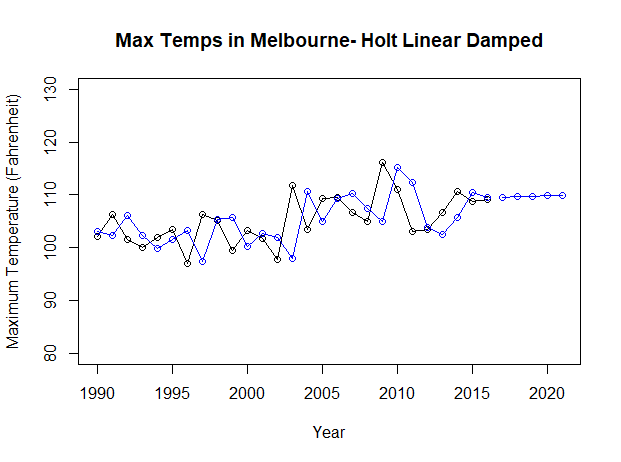 Max Temps in Melbourne- Holt Linear Damped
Maximum Temperature (Fahrenheit)
130
120
110
100
90
80
1990 1995 2000 2005 2010 2015 2020
Year